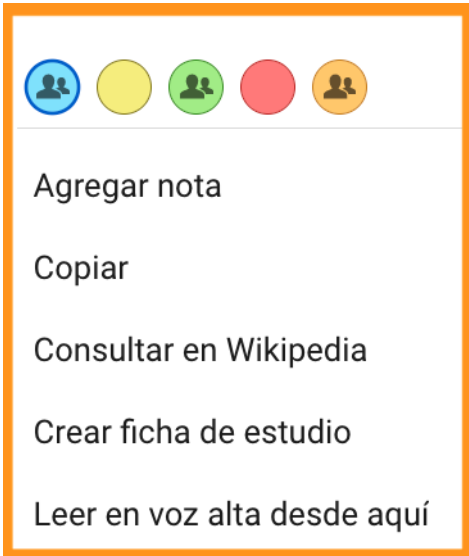 Agregar nota
Copiar
Consultar en Wikipedia
Crear ficha de estudio
Leer en voz alta desde aquí